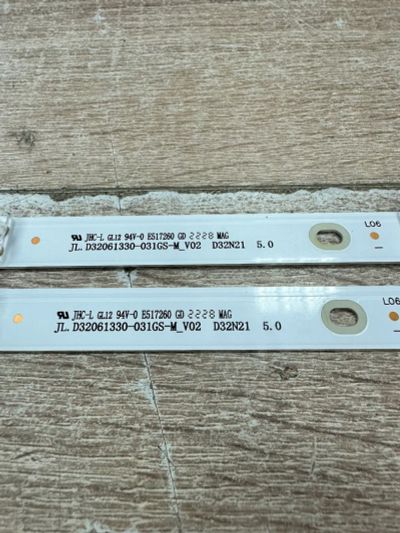 JHC-L GL12 94V-0 E517260 GD 2228 MAG
L06
JL.D32061330-031GS-M_V02 D32N21 5.0
JHC-L GL12 94V-0 E517260 GD 2228 MAG
L06
JL.D32061330-031GS-M_V02 D32N21 5.0